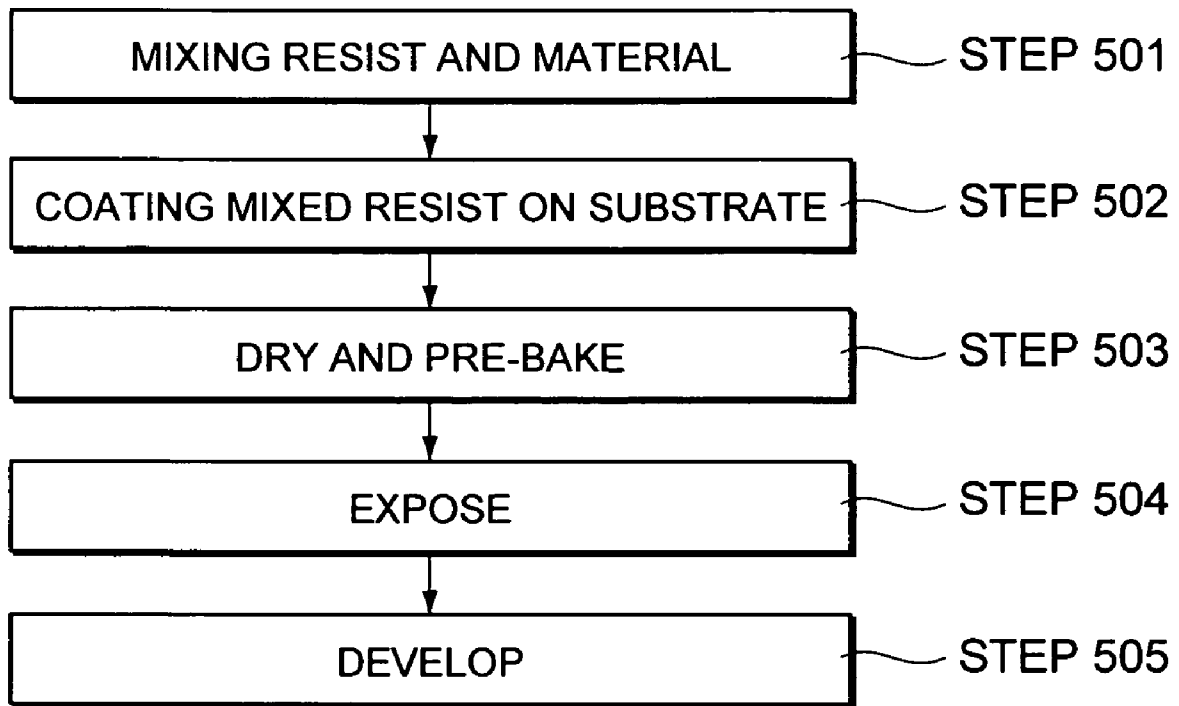 MIXING RESIST AND MATERIAL STEP 501
COATING MIXED RESIST ON SUBSTRATE STEP 502
DRY AND PRE-BAKE STEP 503
EXPOSE STEP 504
DEVELOP STEP 505